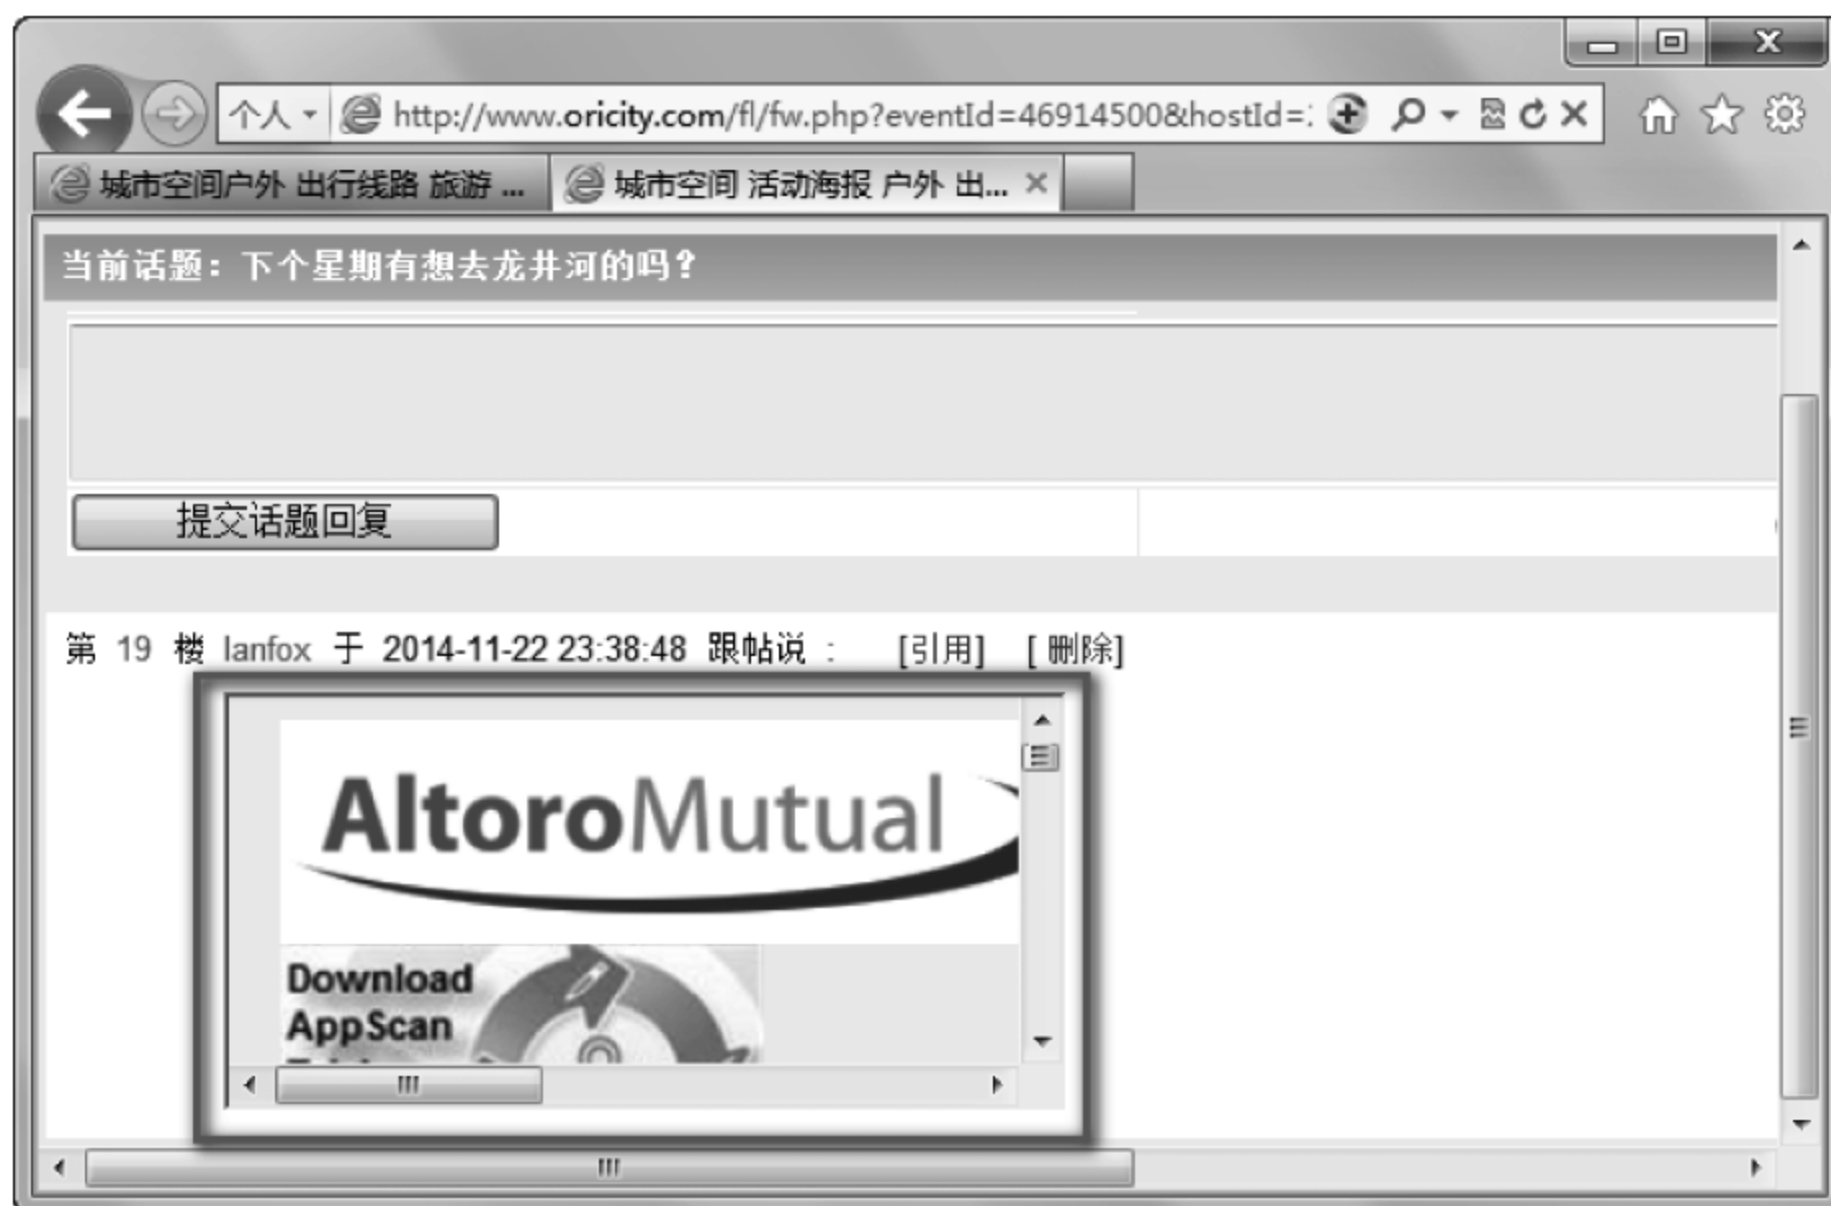 个人 http://www.oricity.com/fl/fw.php?eventId=46914500&hostId=
城市空间户外 出行线路 旅游 ... 城市空间 活动海报 户外 出...
当前话题：下个星期有想去龙井河的吗？
提交话题回复
第 19 楼 lanfox 于 2014-11-22 23:38:48 跟帖说 : [引用] [ 删除]
AltoroMutual
Download
AppScan